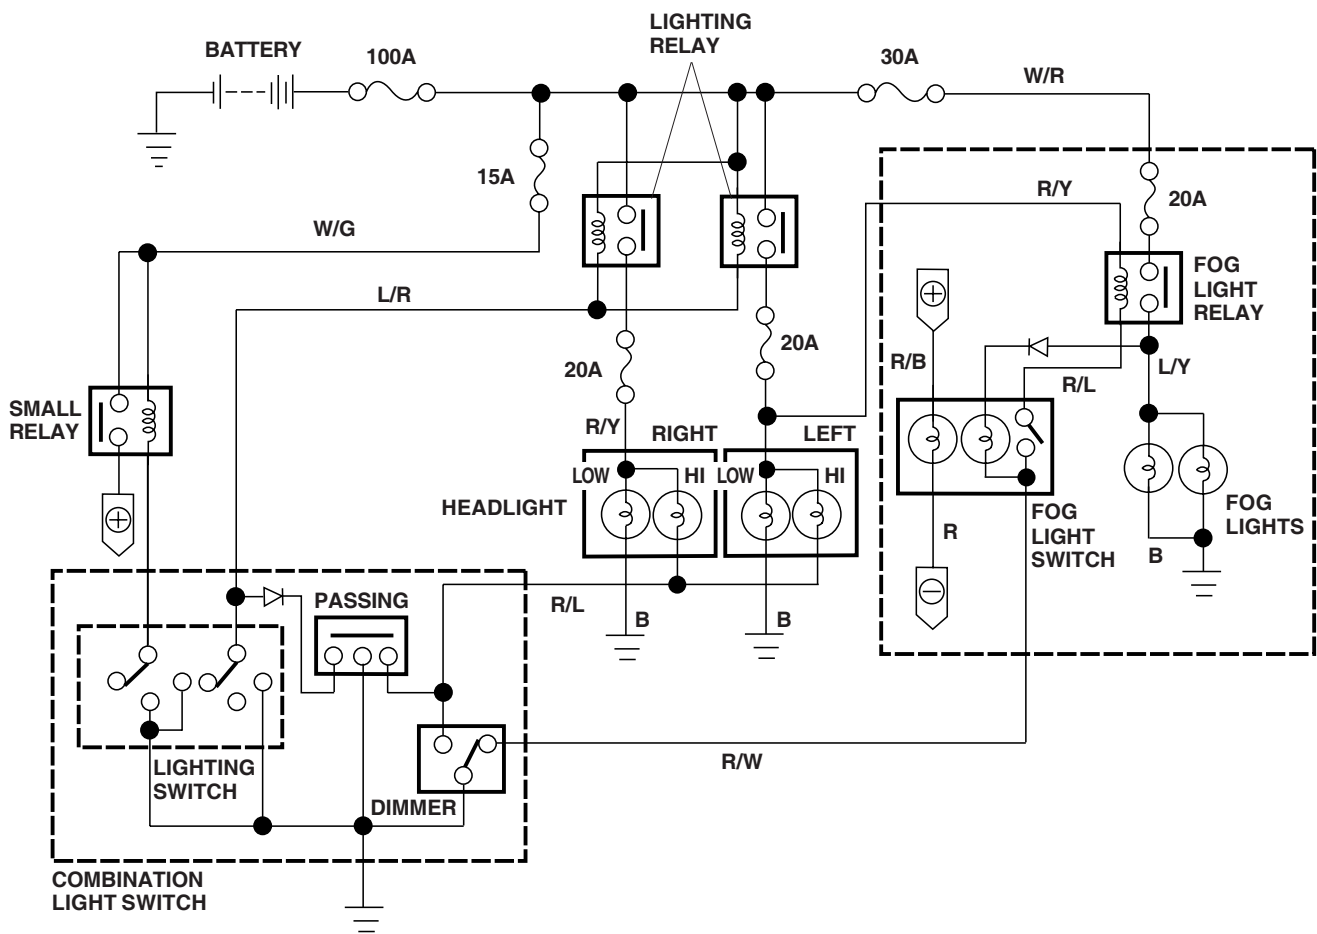 LIGHTING
RELAY
BATTERY
100A
30A
W/R
15A
R/Y
20A
W/G
FOG
LIGHT
RELAY
L/R
20A
20A
R/B
L/Y
R/L
SMALL
RELAY
R/Y
RIGHT
LEFT
LOW
HI
LOW
HI
HEADLIGHT
FOG
LIGHTS
FOG
LIGHT
SWITCH
R
B
PASSING
R/L
B
B
LIGHTING
SWITCH
R/W
DIMMER
COMBINATION
LIGHT SWITCH